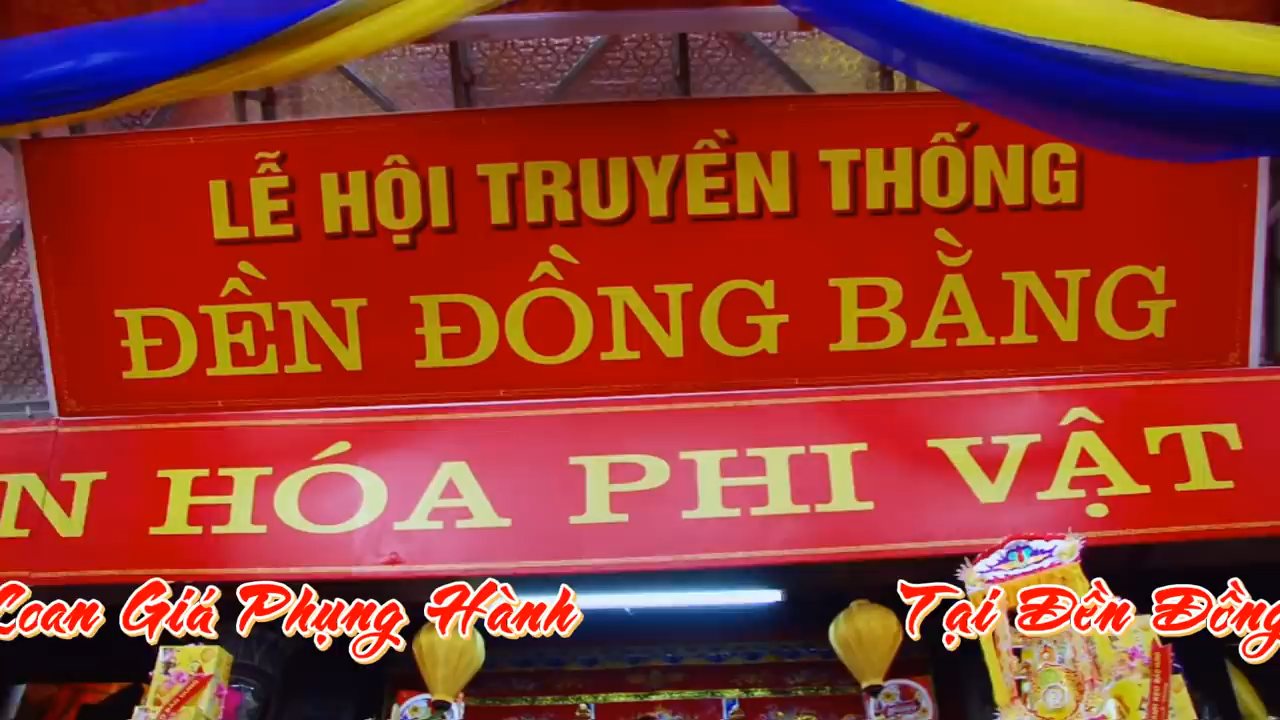 LỄ HỘI TRUYỀN THỐNG
ĐỀN ĐỒNG BẰNG
N HÓA PHI VẬT
Loan Giá Phụng Hành
Tại Đền Đồng